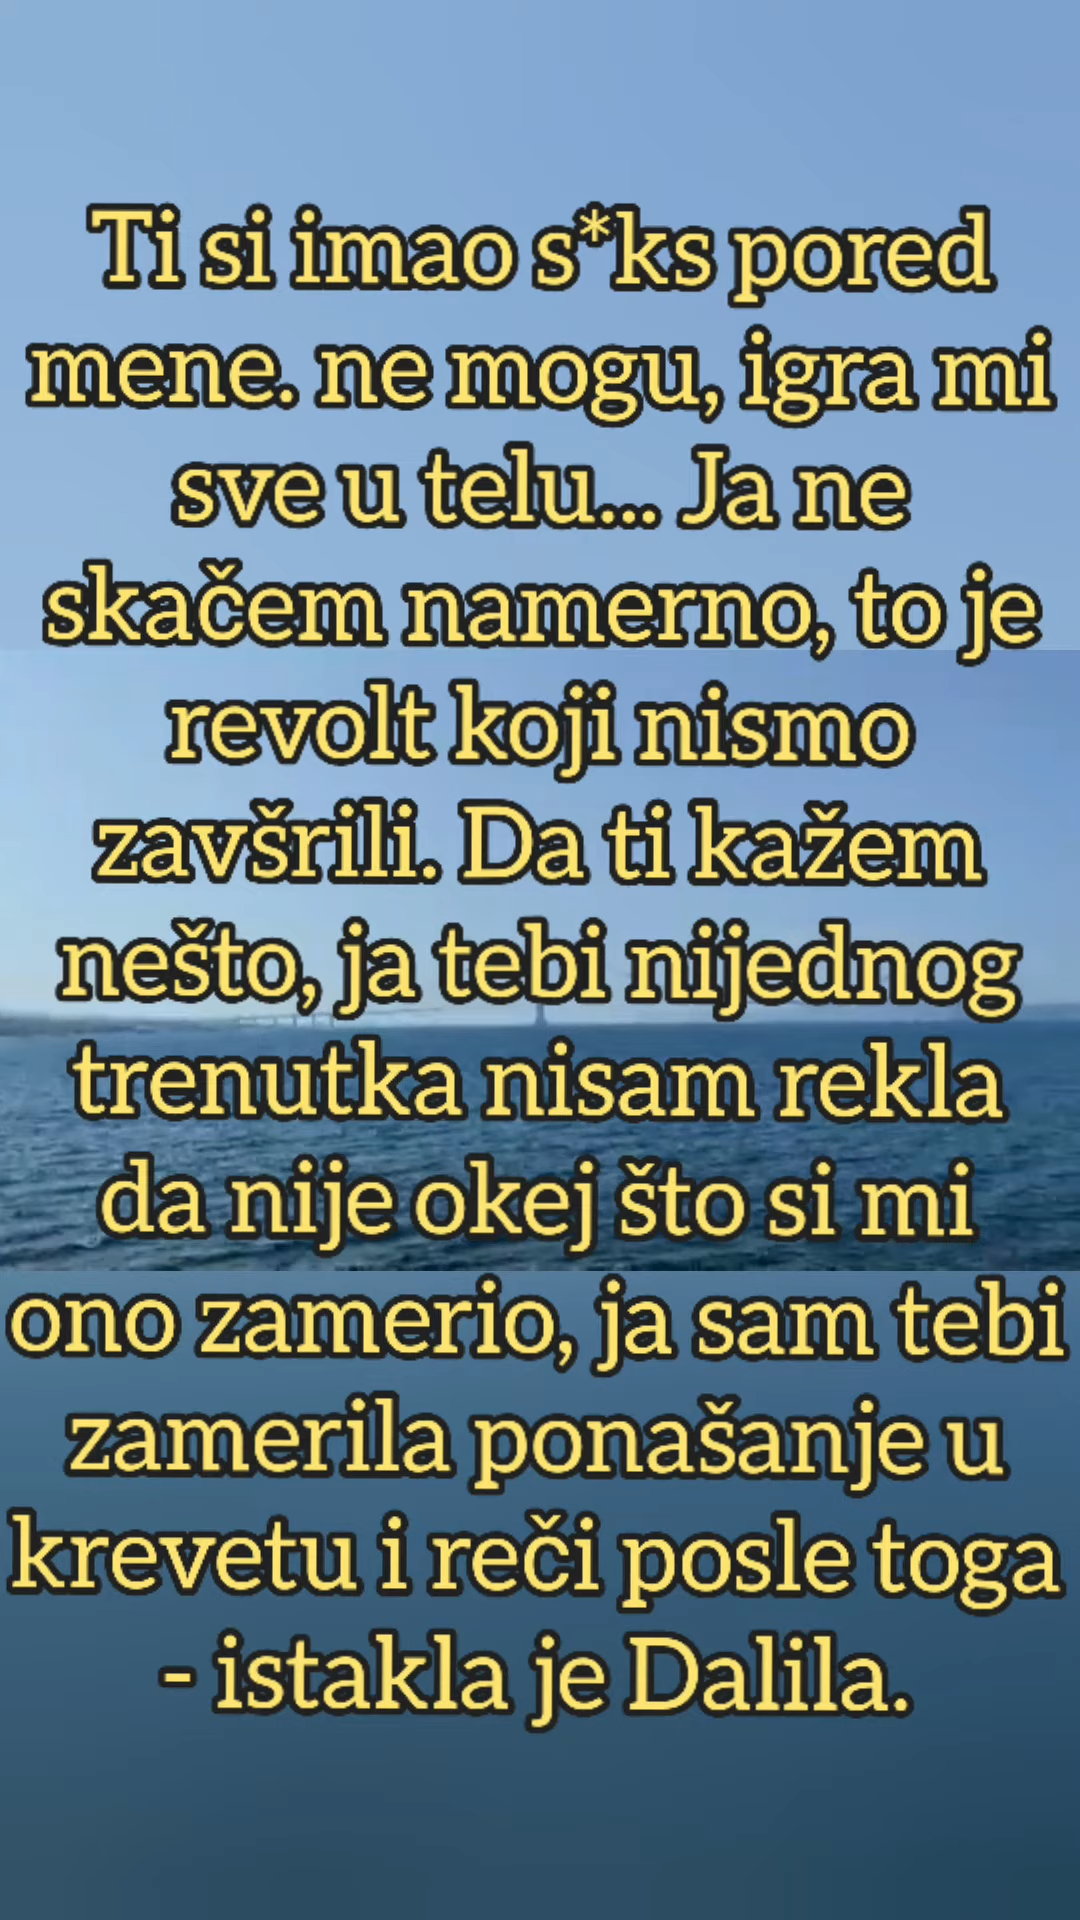 Ti si imao s*ks pored
mene. ne mogu, igra mi
sve u telu... Ja ne
skačem namerno, to je
revolt koji nismo
zavšrili. Da ti kažem
nešto, ja tebi nijednog
trenutka nisam rekla
da nije okej što si mi
ono zamerio, ja sam tebi
zamerila ponašanje u
krevetu i reči posle toga
- istakla je Dalila.